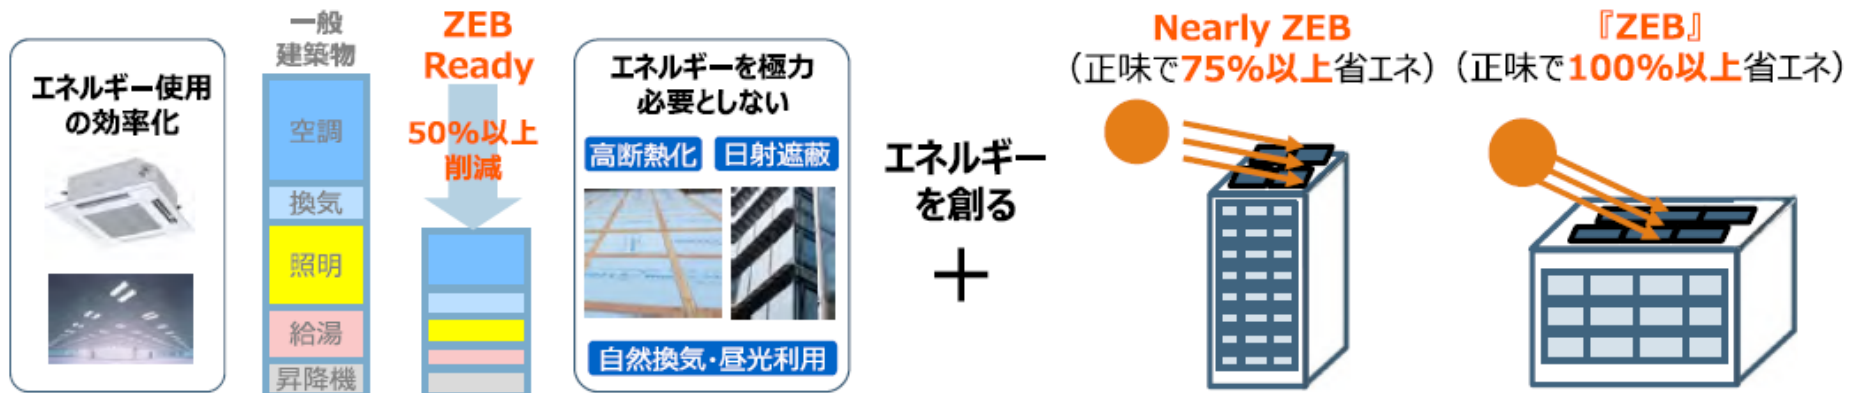 エネルギー使用
の効率化
一般
建築物
空調
換気
照明
給湯
昇降機
ZEB
Ready
50%以上
削減
エネルギーを極力
必要としない
高断熱化
日射遮蔽
自然換気・昼光利用
エネルギー
を創る
＋
Nearly ZEB
（正味で75%以上省エネ）
『ZEB』
（正味で100%以上省エネ）